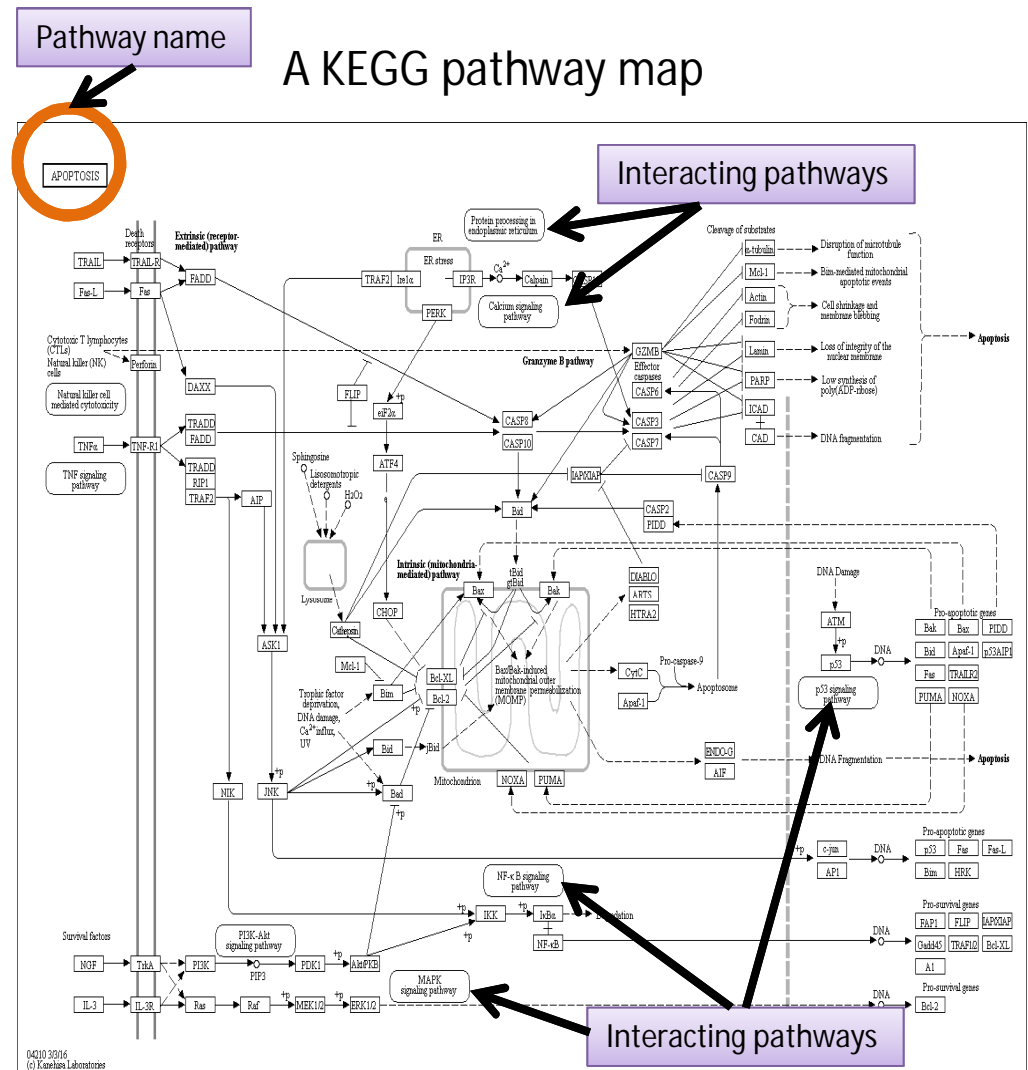 Pathway name
A KEGG pathway map
APOPTOSIS
Interacting pathways
Protein processing in
endoplasmic reticulum
Death
receptors
Extrinsic (receptor-
mediated) pathway
ER
Cleavage of substrates
TRAIL
TRAIL-R
FADD
Fas-L
Fas
ER stress
TRAF2
Ire1α
IP3R
Ca2+
Calpain
PERK
Calcium signaling
pathway
α-tubulin
Disruption of microtubule
function
Mcl-1
Bim-mediated mitochondrial
apoptotic events
Actin
Fodrin
Cell shrinkage and
membrane blebbing
Apoptosis
Cytotoxic T lymphocytes
(CTLs)
Natural killer (NK)
cells
Perforin
Natural killer cell
mediated cytotoxicity
DAXX
Granzyme B pathway
GZMB
Effector
caspases
CASP6
CASP3
CASP7
Lamin
Loss of integrity of the
nuclear membrane
PARP
Low synthesis of
poly(ADP-ribose)
ICAD
CAD
DNA fragmentation
FLIP
+p
eiF2α
CASP8
CASP10
TNFα
TNF-R1
TRADD
FADD
TNF signaling
pathway
TRADD
RIP1
TRAF2
AIP
Sphingosine
Lisosomotropic
detergents
H2O2
ATF4
e
IAP/XIAP
CASP9
Bid
CASP2
PIDD
Lysosome
Intrinsic (mitochondria-
mediated) pathway
tBid
gtBid
Bax
Bak
DIABLO
ARTS
HTRA2
DNA Damage
ATM
+p
p53
DNA
p53 signaling
pathway
Pro-apoptotic genes
Bak
Bax
PIDD
Bid
Apaf-1
p53AIP1
Fas
TRAILR2
PUMA
NOXA
CHOP
Cathepsin
ASK1
Mcl-1
Bim
+p
Bcl-XL
Bcl-2
Bax/Bak-induced
mitochondrial outer
membrane permeabilization
(MOMP)
CytC
Pro-caspase-9
Apaf-1
Apoptosome
Trophic factor
deprivation,
DNA damage,
Ca2+ influx,
UV
Bid
jBid
Mitochondrion
NOXA
PUMA
ENDO-G
AIF
DNA Fragmentation
Apoptosis
NIK
+p
JNK
+p
Bad
+p
+p
c-jun
AP1
DNA
Pro-apoptotic genes
p53
Fas
Fas-L
Bim
HRK
NF-κB signaling
pathway
+p
+p
IKK
+p
IκBα
NF-κB
DNA
Pro-survival genes
FAP1
FLIP
IAP/XIAP
Gadd45
TRAF1/2
Bcl-XL
A1
Survival factors
PI3K-Akt
signaling pathway
NGF
TrkA
PI3K
PIP3
PDK1
+p
Akt/PKB
MAPK
signaling pathway
IL-3
IL-3R
Ras
Raf
+p
MEK1/2
+p
ERK1/2
DNA
Pro-survival genes
Bcl-2
Interacting pathways
04210 3/3/16
(c) Kanehisa Laboratories